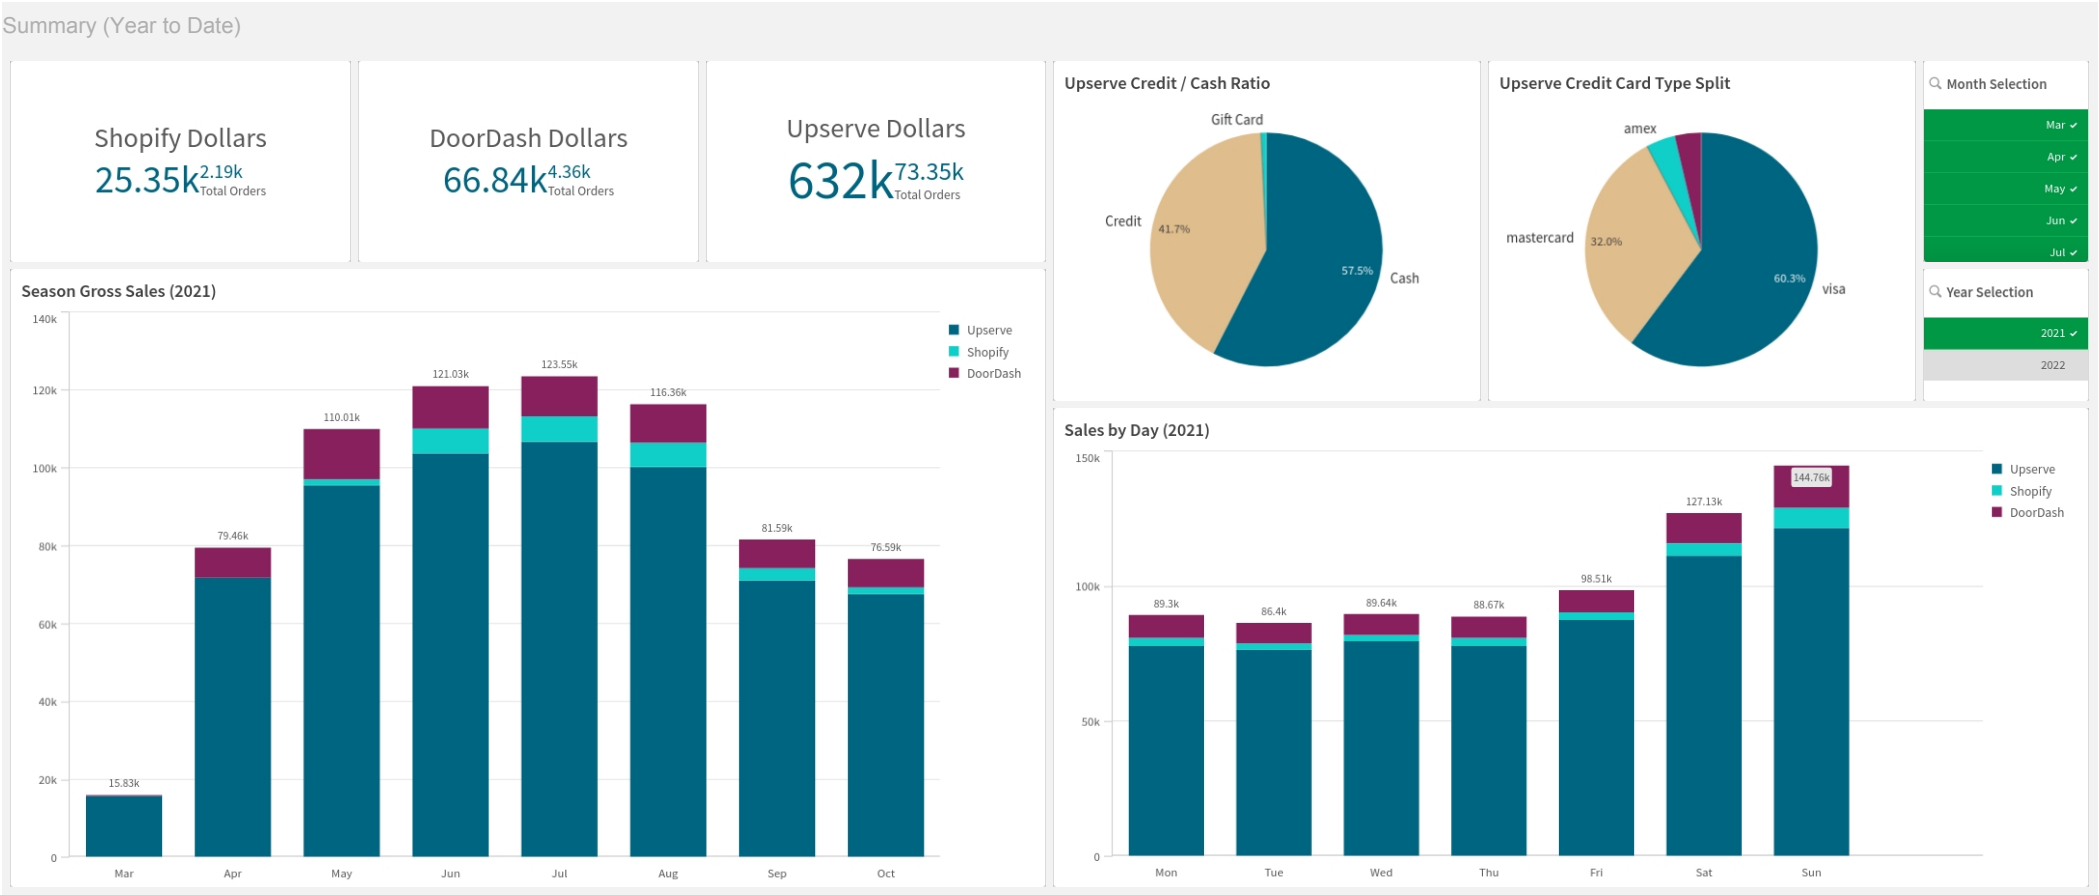 Summary (Year to Date)
Shopify Dollars
25.35k 2.19k
Total Orders
DoorDash Dollars
66.84k 4.36k
Total Orders
Upserve Dollars
632k 73.35k
Total Orders
Upserve Credit / Cash Ratio
Gift Card
Credit
41.7%
57.5%
Cash
Upserve Credit Card Type Split
amex
mastercard
32.0%
60.3%
visa
Month Selection
Mar
Apr
May
Jun
Jul
Year Selection
2021
2022
Season Gross Sales (2021)
140k
120k
100k
80k
60k
40k
20k
0
15.83k
79.46k
110.01k
121.03k
123.55k
116.36k
81.59k
76.59k
Mar
Apr
May
Jun
Jul
Aug
Sep
Oct
Upserve
Shopify
DoorDash
Sales by Day (2021)
150k
100k
50k
0
89.3k
86.4k
89.64k
88.67k
98.51k
127.13k
144.76k
Mon
Tue
Wed
Thu
Fri
Sat
Sun
Upserve
Shopify
DoorDash